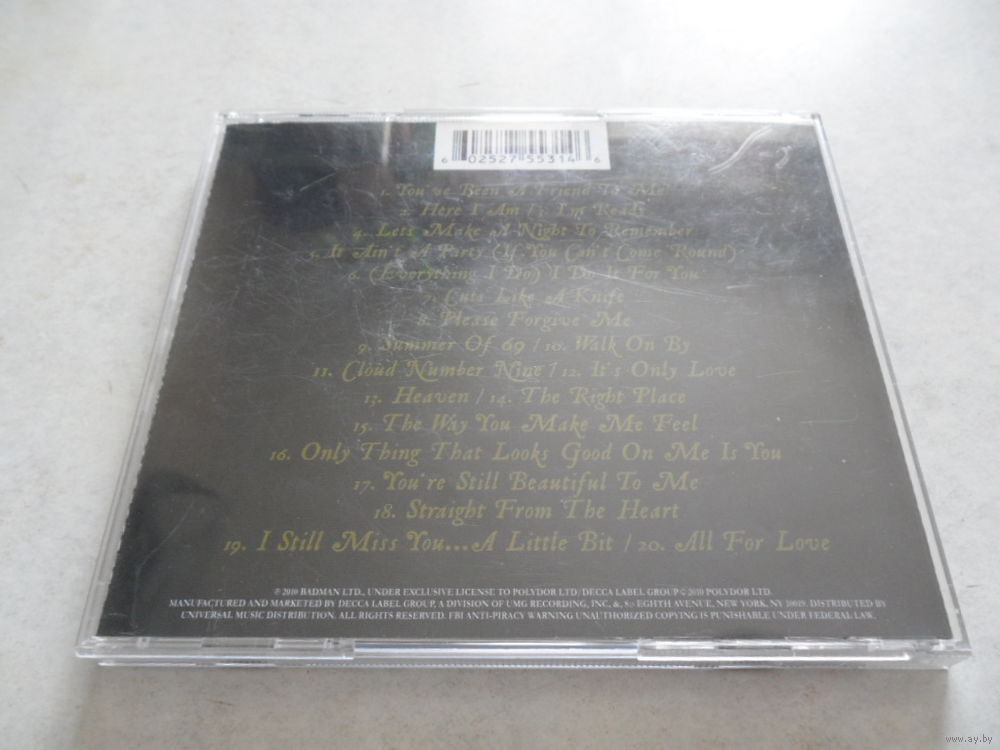 6 02527 55314 6
1. You've Been A Friend To Me
2. Here I Am / 3. I'm Ready
4. Lets Make A Night To Remember
5. It Ain't A Party (If You Can't Come 'Round)
6. (Everything I Do) I Do It For You
7. Cuts Like A Knife
8. Please Forgive Me
9. Summer Of 69 / 10. Walk On By
11. Cloud Number Nine / 12. It's Only Love
13. Heaven / 14. The Right Place
15. The Way You Make Me Feel
16. Only Thing That Looks Good On Me Is You
17. You're Still Beautiful To Me
18. Straight From The Heart
19. I Still Miss You...A Little Bit / 20. All For Love
℗ 2010 BADMAN LTD., UNDER EXCLUSIVE LICENSE TO POLYDOR LTD/DECCA LABEL GROUP © 2010 POLYDOR LTD.
MANUFACTURED AND MARKETED BY DECCA LABEL GROUP, A DIVISION OF UMG RECORDING, INC. &, 825 EIGHTH AVENUE, NEW YORK, NY 10019. DISTRIBUTED BY
UNIVERSAL MUSIC DISTRIBUTION. ALL RIGHTS RESERVED. FBI ANTI-PIRACY WARNING UNAUTHORIZED COPYING IS PUNISHABLE UNDER FEDERAL LAW.
www.ay.by